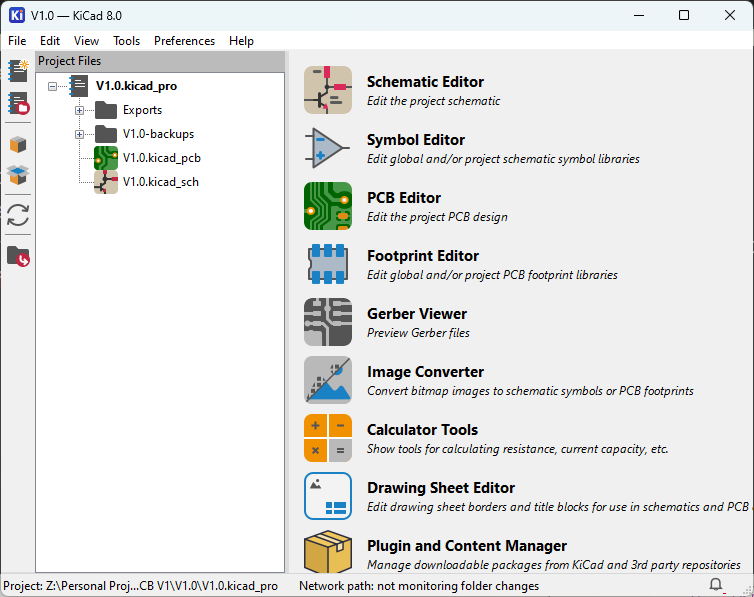 Ki V1.0 — KiCad 8.0
File Edit View Tools Preferences Help
Project Files
V1.0.kicad_pro
Exports
V1.0-backups
V1.0.kicad_pcb
V1.0.kicad_sch
Schematic Editor
Edit the project schematic
Symbol Editor
Edit global and/or project schematic symbol libraries
PCB Editor
Edit the project PCB design
Footprint Editor
Edit global and/or project PCB footprint libraries
Gerber Viewer
Preview Gerber files
Image Converter
Convert bitmap images to schematic symbols or PCB footprints
Calculator Tools
Show tools for calculating resistance, current capacity, etc.
Drawing Sheet Editor
Edit drawing sheet borders and title blocks for use in schematics and PCB
Plugin and Content Manager
Manage downloadable packages from KiCad and 3rd party repositories
Project: Z:\Personal Proj...CB V1\V1.0\V1.0.kicad_pro Network path: not monitoring folder changes